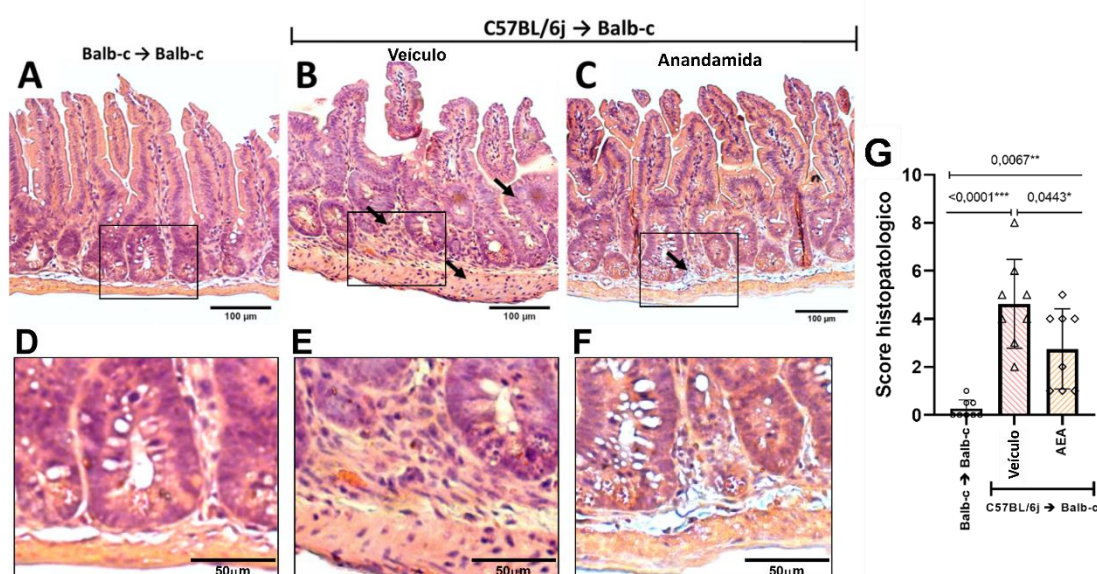 C57BL/6j → Balb-c
Balb-c → Balb-c
Veículo
Anandamida
A
B
C
100 µm
100 µm
100 µm
D
E
F
50µm
50µm
50µm
G
0,0067**
<0,0001***
0,0443*
Score histopatologico
10
8
6
4
2
0
Balb-c → Balb-c
Veículo
AEA
C57BL/6j → Balb-c